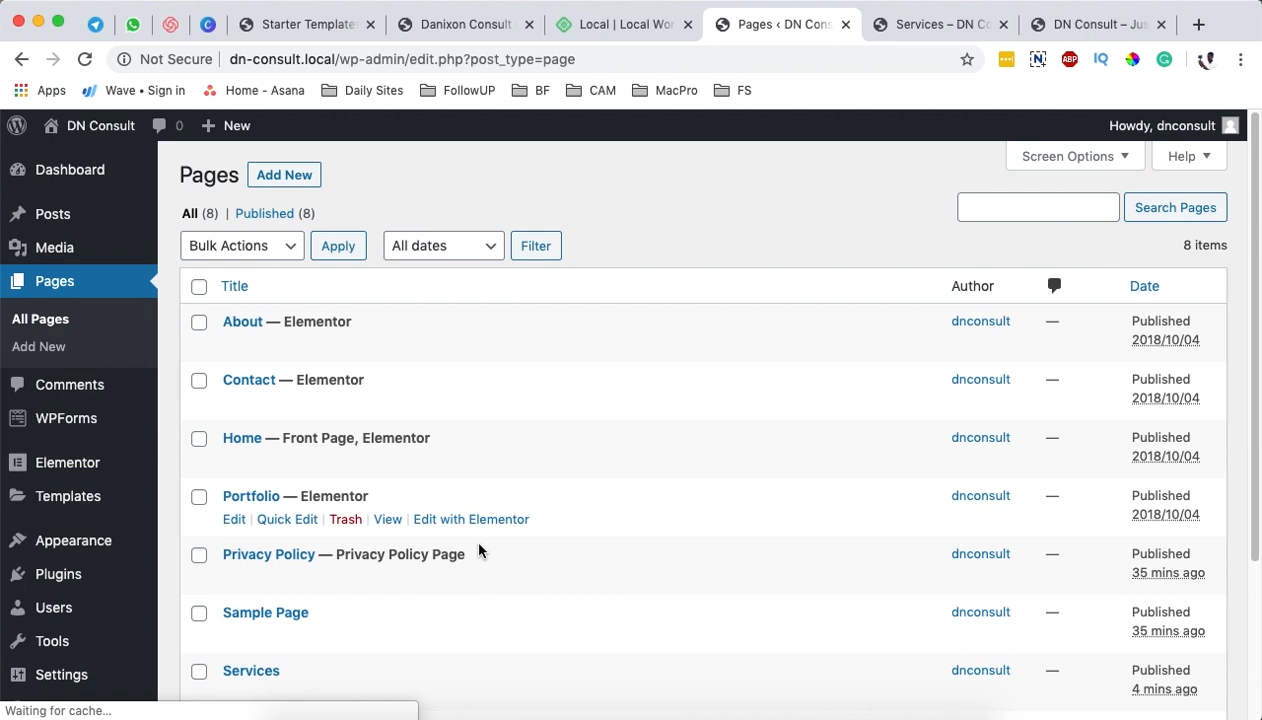 Starter Template
Danixon Consult
Local | Local Wor
Pages ‹ DN Cons
Services – DN Co
DN Consult – Jus
Not Secure
dn-consult.local/wp-admin/edit.php?post_type=page
ABP
IQ
Apps
Wave • Sign in
Home - Asana
Daily Sites
FollowUP
BF
CAM
MacPro
FS
DN Consult
0
New
Howdy, dnconsult
Dashboard
Posts
Media
Pages
All Pages
Add New
Comments
WPForms
Elementor
Templates
Appearance
Plugins
Users
Tools
Settings
Pages
Add New
Screen Options
Help
All (8) | Published (8)
Search Pages
Bulk Actions
Apply
All dates
Filter
8 items
Title
Author
Date
About — Elementor
dnconsult
—
Published
2018/10/04
Contact — Elementor
dnconsult
—
Published
2018/10/04
Home — Front Page, Elementor
dnconsult
—
Published
2018/10/04
Portfolio — Elementor
Edit | Quick Edit | Trash | View | Edit with Elementor
dnconsult
—
Published
2018/10/04
Privacy Policy — Privacy Policy Page
dnconsult
—
Published
35 mins ago
Sample Page
dnconsult
—
Published
35 mins ago
Services
dnconsult
—
Published
4 mins ago
Waiting for cache...